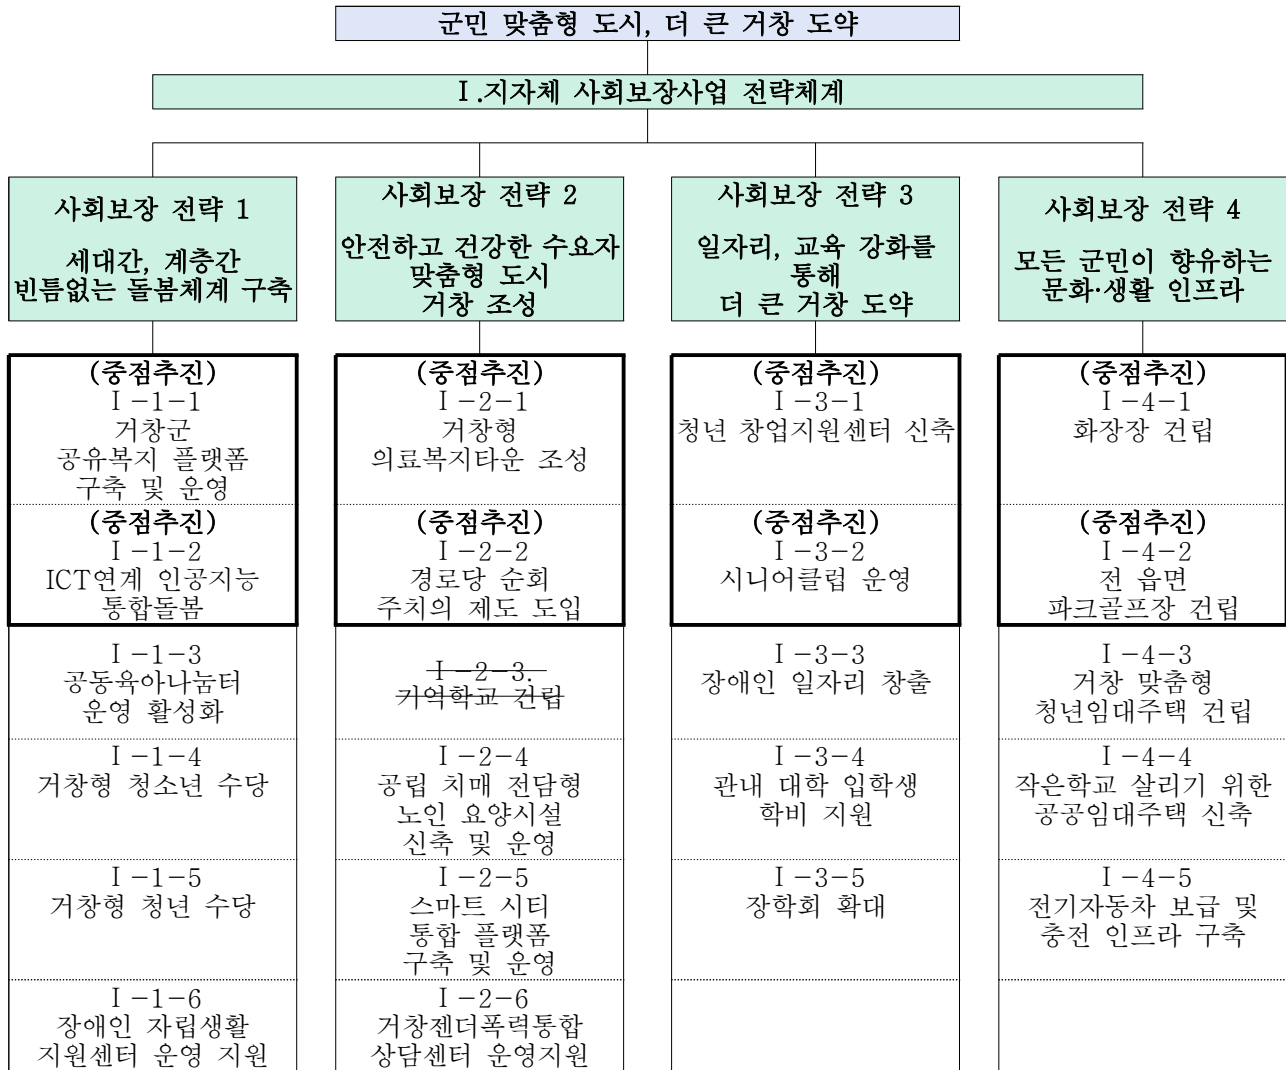 군민 맞춤형 도시, 더 큰 거창 도약
Ⅰ.지자체 사회보장사업 전략체계
사회보장 전략 1
세대간, 계층간
빈틈없는 돌봄체계 구축
(중점추진)
Ⅰ-1-1
거창군
공유복지 플랫폼
구축 및 운영
(중점추진)
Ⅰ-1-2
ICT연계 인공지능
통합돌봄
Ⅰ-1-3
공동육아나눔터
운영 활성화
Ⅰ-1-4
거창형 청소년 수당
Ⅰ-1-5
거창형 청년 수당
Ⅰ-1-6
장애인 자립생활
지원센터 운영 지원
사회보장 전략 2
안전하고 건강한 수요자
맞춤형 도시
거창 조성
(중점추진)
Ⅰ-2-1
거창형
의료복지타운 조성
(중점추진)
Ⅰ-2-2
경로당 순회
주치의 제도 도입
Ⅰ-2-3.
기억학교 건립
Ⅰ-2-4
공립 치매 전담형
노인 요양시설
신축 및 운영
Ⅰ-2-5
스마트 시티
통합 플랫폼
구축 및 운영
Ⅰ-2-6
거창젠더폭력통합
상담센터 운영지원
사회보장 전략 3
일자리, 교육 강화를
통해
더 큰 거창 도약
(중점추진)
Ⅰ-3-1
청년 창업지원센터 신축
(중점추진)
Ⅰ-3-2
시니어클럽 운영
Ⅰ-3-3
장애인 일자리 창출
Ⅰ-3-4
관내 대학 입학생
학비 지원
Ⅰ-3-5
장학회 확대
사회보장 전략 4
모든 군민이 향유하는
문화·생활 인프라
(중점추진)
Ⅰ-4-1
화장장 건립
(중점추진)
Ⅰ-4-2
전 읍면
파크골프장 건립
Ⅰ-4-3
거창 맞춤형
청년임대주택 건립
Ⅰ-4-4
작은학교 살리기 위한
공공임대주택 신축
Ⅰ-4-5
전기자동차 보급 및
충전 인프라 구축